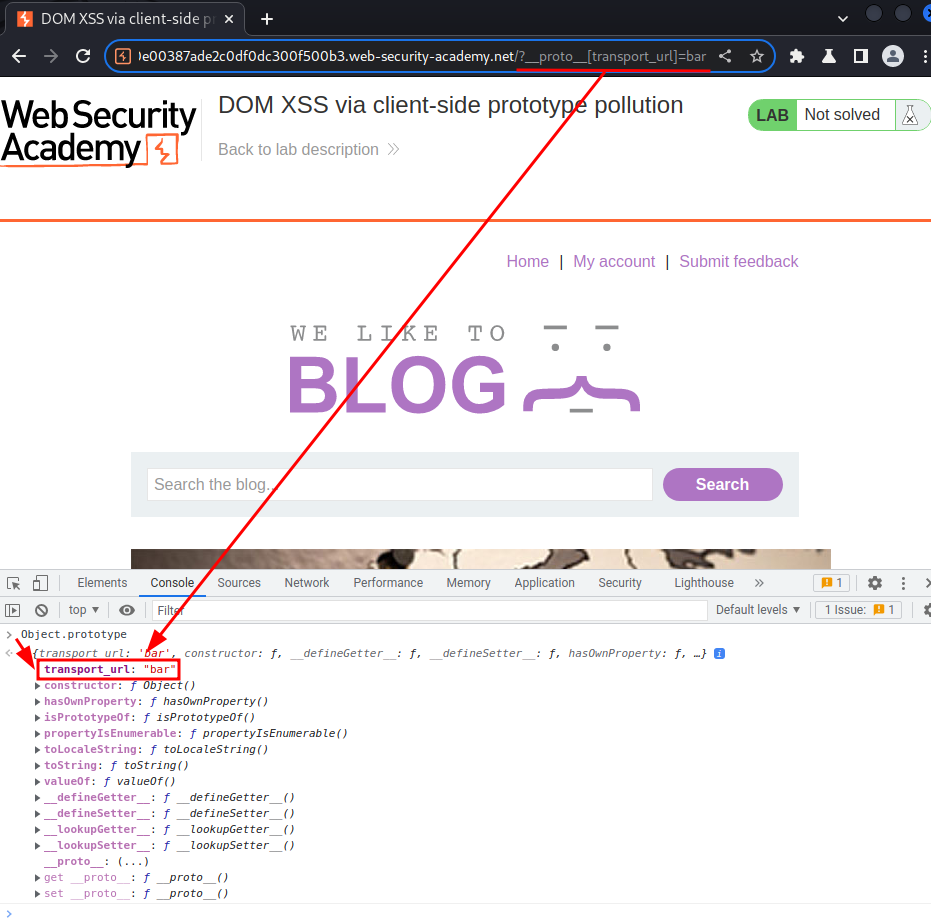 DOM XSS via client-side p
0e00387ade2c0df0dc300f500b3.web-security-academy.net/?__proto__[transport_url]=bar
Web Security
Academy
DOM XSS via client-side prototype pollution
Back to lab description
LAB Not solved
Home | My account | Submit feedback
WE LIKE TO
BLOG
Search the blog...
Search
Elements Console Sources Network Performance Memory Application Security Lighthouse 1
top Filter Default levels 1 Issue: 1
Object.prototype
{transport_url: 'bar', constructor: ƒ, __defineGetter__: ƒ, __defineSetter__: ƒ, hasOwnProperty: ƒ, …}
transport_url: "bar"
constructor: ƒ Object()
hasOwnProperty: ƒ hasOwnProperty()
isPrototypeOf: ƒ isPrototypeOf()
propertyIsEnumerable: ƒ propertyIsEnumerable()
toLocaleString: ƒ toLocaleString()
toString: ƒ toString()
valueOf: ƒ valueOf()
__defineGetter__: ƒ __defineGetter__()
__defineSetter__: ƒ __defineSetter__()
__lookupGetter__: ƒ __lookupGetter__()
__lookupSetter__: ƒ __lookupSetter__()
__proto__: (...)
get __proto__: ƒ __proto__()
set __proto__: ƒ __proto__()